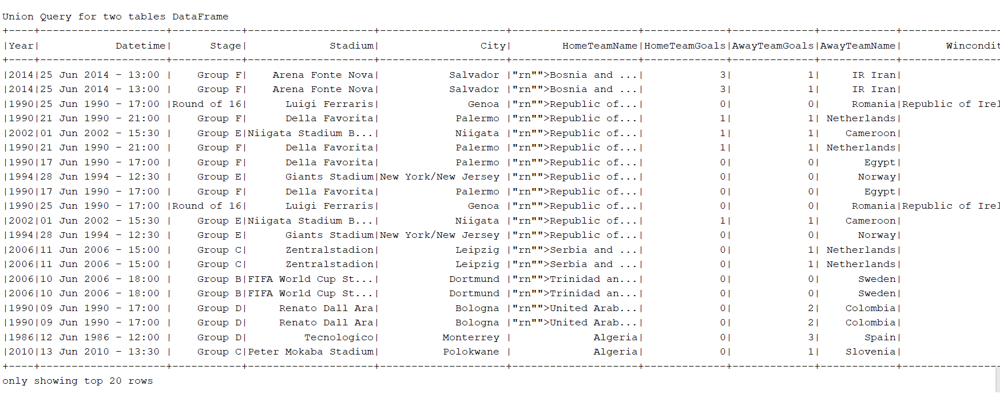 Union Query for two tables DataFrame
+----+--------------------+-----------+--------------------+--------------------+--------------------+-------------+-------------+------------+----------------
|Year|            Datetime|      Stage|             Stadium|                City|        HomeTeamName|HomeTeamGoals|AwayTeamGoals|AwayTeamName|       Wincondit
+----+--------------------+-----------+--------------------+--------------------+--------------------+-------------+-------------+------------+----------------
|2014|25 Jun 2014 - 13:00 |    Group F|    Arena Fonte Nova|           Salvador |"rn"">Bosnia and ...|            3|            1|     IR Iran|
|2014|25 Jun 2014 - 13:00 |    Group F|    Arena Fonte Nova|           Salvador |"rn"">Bosnia and ...|            3|            1|     IR Iran|
|1990|25 Jun 1990 - 17:00 |Round of 16|      Luigi Ferraris|              Genoa |"rn"">Republic of...|            0|            0|     Romania|Republic of Irel
|1990|21 Jun 1990 - 21:00 |    Group F|      Della Favorita|            Palermo |"rn"">Republic of...|            1|            1| Netherlands|
|2002|01 Jun 2002 - 15:30 |    Group E|Niigata Stadium B...|            Niigata |"rn"">Republic of...|            1|            1|    Cameroon|
|1990|21 Jun 1990 - 21:00 |    Group F|      Della Favorita|            Palermo |"rn"">Republic of...|            1|            1| Netherlands|
|1990|17 Jun 1990 - 17:00 |    Group F|      Della Favorita|            Palermo |"rn"">Republic of...|            0|            0|       Egypt|
|1994|28 Jun 1994 - 12:30 |    Group E|      Giants Stadium|New York/New Jersey |"rn"">Republic of...|            0|            0|      Norway|
|1990|17 Jun 1990 - 17:00 |    Group F|      Della Favorita|            Palermo |"rn"">Republic of...|            0|            0|       Egypt|
|1990|25 Jun 1990 - 17:00 |Round of 16|      Luigi Ferraris|              Genoa |"rn"">Republic of...|            0|            0|     Romania|Republic of Irel
|2002|01 Jun 2002 - 15:30 |    Group E|Niigata Stadium B...|            Niigata |"rn"">Republic of...|            1|            1|    Cameroon|
|1994|28 Jun 1994 - 12:30 |    Group E|      Giants Stadium|New York/New Jersey |"rn"">Republic of...|            0|            0|      Norway|
|2006|11 Jun 2006 - 15:00 |    Group C|      Zentralstadion|            Leipzig |"rn"">Serbia and ...|            0|            1| Netherlands|
|2006|11 Jun 2006 - 15:00 |    Group C|      Zentralstadion|            Leipzig |"rn"">Serbia and ...|            0|            1| Netherlands|
|2006|10 Jun 2006 - 18:00 |    Group B|FIFA World Cup St...|           Dortmund |"rn"">Trinidad an...|            0|            0|      Sweden|
|2006|10 Jun 2006 - 18:00 |    Group B|FIFA World Cup St...|           Dortmund |"rn"">Trinidad an...|            0|            0|      Sweden|
|1990|09 Jun 1990 - 17:00 |    Group D|     Renato Dall Ara|            Bologna |"rn"">United Arab...|            0|            2|    Colombia|
|1990|09 Jun 1990 - 17:00 |    Group D|     Renato Dall Ara|            Bologna |"rn"">United Arab...|            0|            2|    Colombia|
|1986|12 Jun 1986 - 12:00 |    Group D|         Tecnologico|          Monterrey |             Algeria|            0|            3|       Spain|
|2010|13 Jun 2010 - 13:30 |    Group C|Peter Mokaba Stadium|          Polokwane |             Algeria|            0|            1|    Slovenia|
+----+--------------------+-----------+--------------------+--------------------+--------------------+-------------+-------------+------------+----------------
only showing top 20 rows